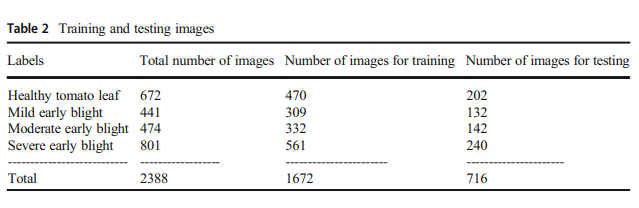 Table 2 Training and testing images
Labels Total number of images Number of images for training Number of images for testing
Healthy tomato leaf 672 470 202
Mild early blight 441 309 132
Moderate early blight 474 332 142
Severe early blight 801 561 240
--------------------------- ------------------ ----------------------- ----------------------
Total 2388 1672 716